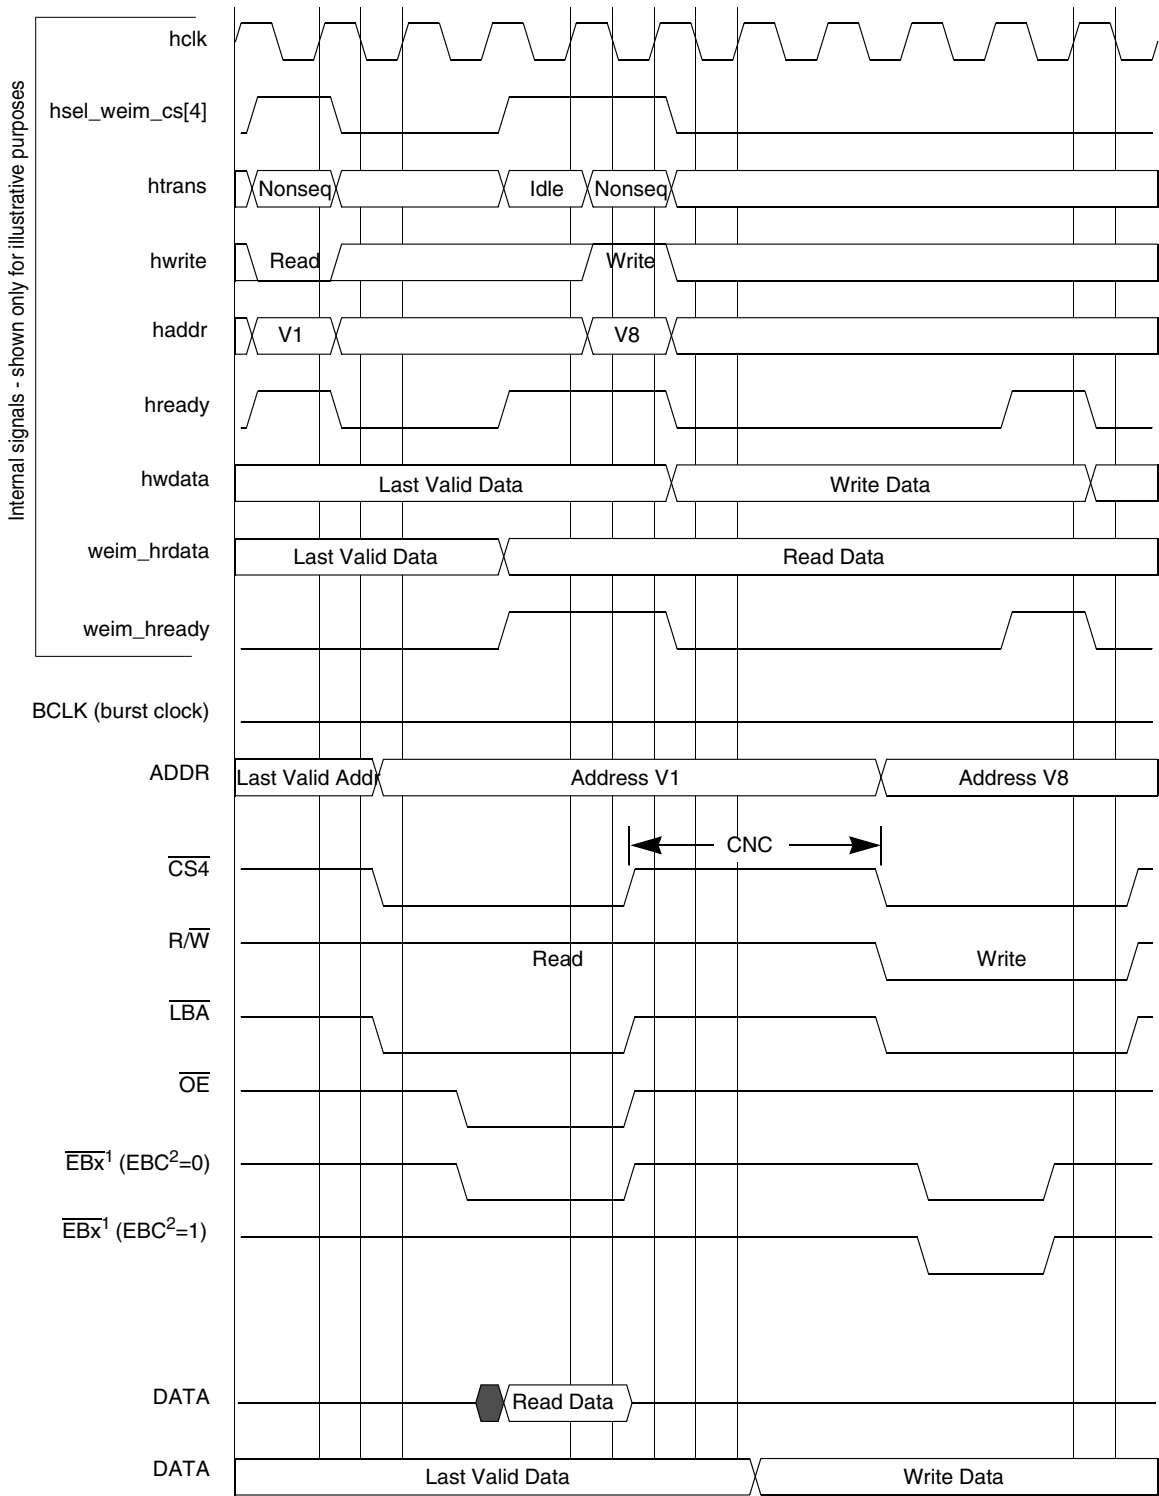 Internal signals - shown only for illustrative purposes
hclk
hsel_weim_cs[4]
htrans Nonseq Idle Nonseq
hwrite Read Write
haddr V1 V8
hready
hwdata Last Valid Data Write Data
weim_hrdata Last Valid Data Read Data
weim_hready
BCLK (burst clock)
ADDR Last Valid Addr Address V1 Address V8
CNC
CS4
R/W Read Write
LBA
OE
EBx1 (EBC2=0)
EBx1 (EBC2=1)
DATA Read Data
DATA Last Valid Data Write Data